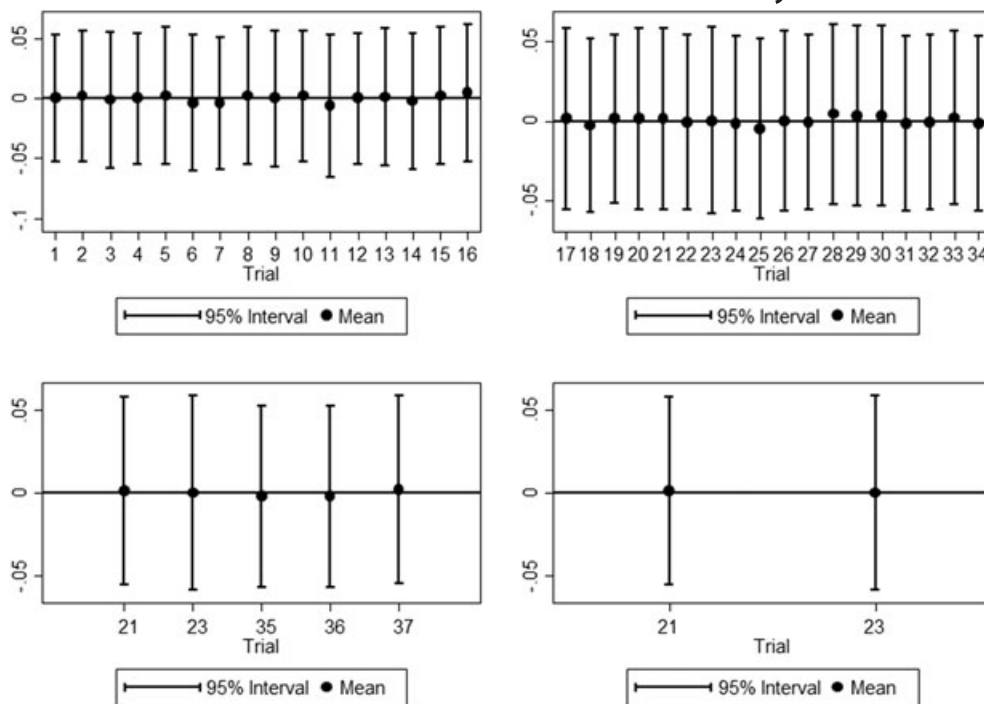 .05
0
-.05
-.1
1 2 3 4 5 6 7 8 9 10 11 12 13 14 15 16
Trial
95% Interval Mean
.05
0
-.05
17 18 19 20 21 22 23 24 25 26 27 28 29 30 31 32 33 34
Trial
95% Interval Mean
.05
0
-.05
21 23 35 36 37
Trial
95% Interval Mean
.05
0
-.05
21 23
Trial
95% Interval Mean